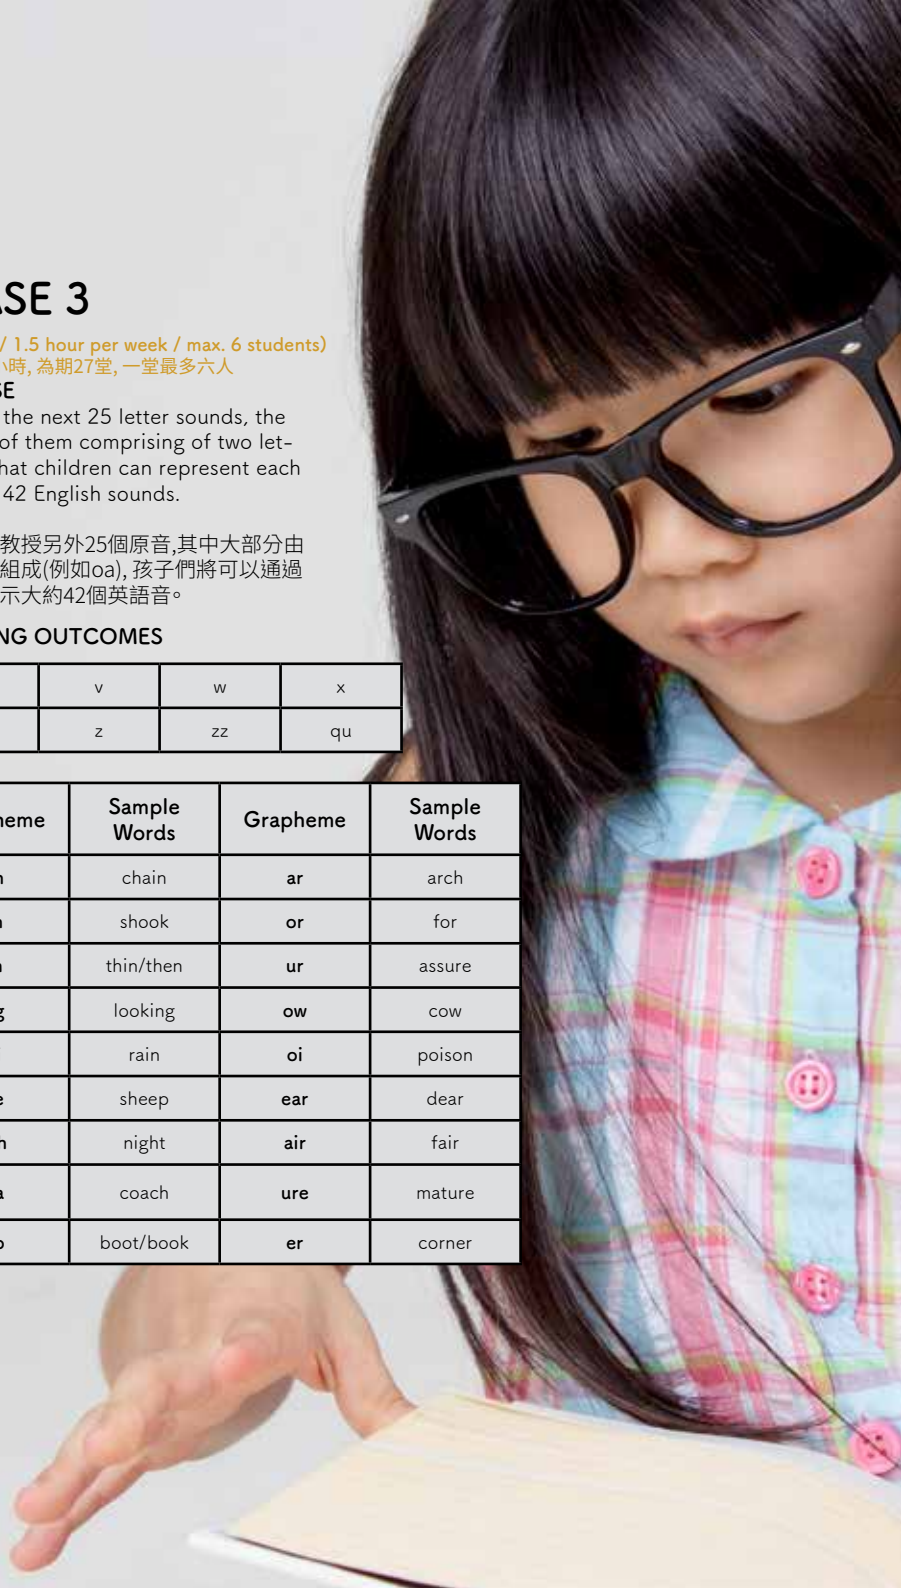 ASE 3
/ 1.5 hour per week / max. 6 students)
小時, 為期27堂, 一堂最多六人
SE
the next 25 letter sounds, the
of them comprising of two let-
hat children can represent each
42 English sounds.
教授另外25個原音,其中大部分由
組成(例如oa), 孩子們將可以通過
示大約42個英語音。
NG OUTCOMES
v w x
z zz qu
heme Sample Words Grapheme Sample Words
h chain ar arch
h shook or for
h thin/then ur assure
g looking ow cow
rain oi poison
e sheep ear dear
h night air fair
a coach ure mature
o boot/book er corner